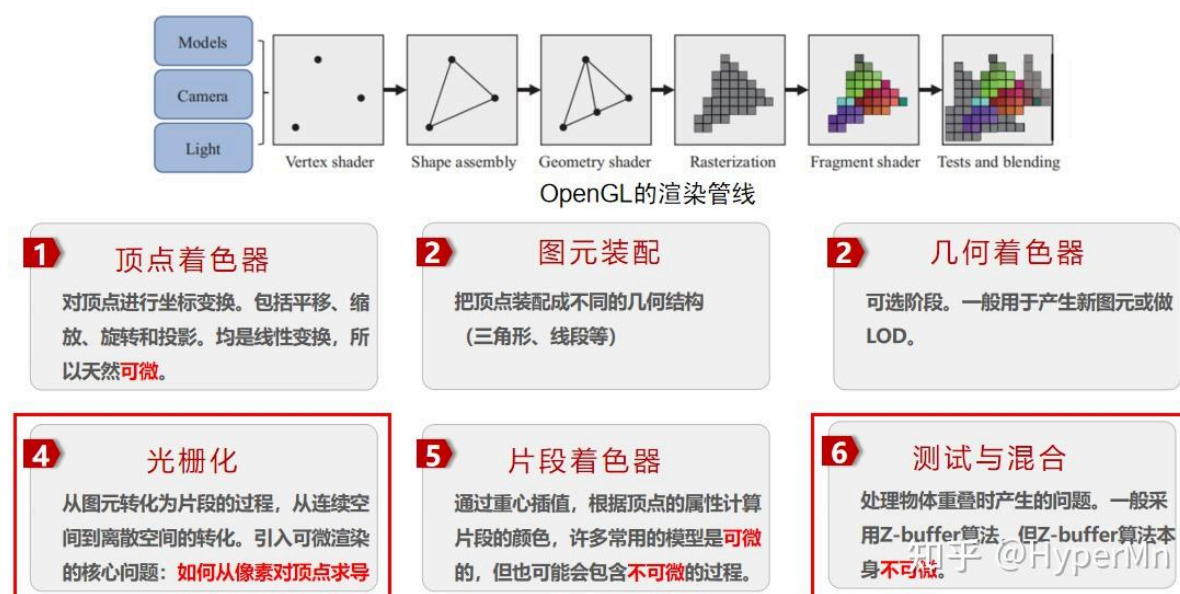 Models
Camera
Light
Vertex shader
Shape assembly
Geometry shader
Rasterization
Fragment shader
Tests and blending
OpenGL的渲染管线
1
顶点着色器
对顶点进行坐标变换。包括平移、缩
放、旋转和投影。均是线性变换，所
以天然可微。
2
图元装配
把顶点装配成不同的几何结构
（三角形、线段等）
2
几何着色器
可选阶段。一般用于产生新图元或做
LOD。
4
光栅化
从图元转化为片段的过程，从连续空
间到离散空间的转化。引入可微渲染
的核心问题：如何从像素对顶点求导
5
片段着色器
通过重心插值，根据顶点的属性计算
片段的颜色，许多常用的模型是可微
的，但也可能会包含不可微的过程。
6
测试与混合
处理物体重叠时产生的问题。一般采
用Z-buffer算法，但Z-buffer算法本
身不可微。
知乎 @HyperMn